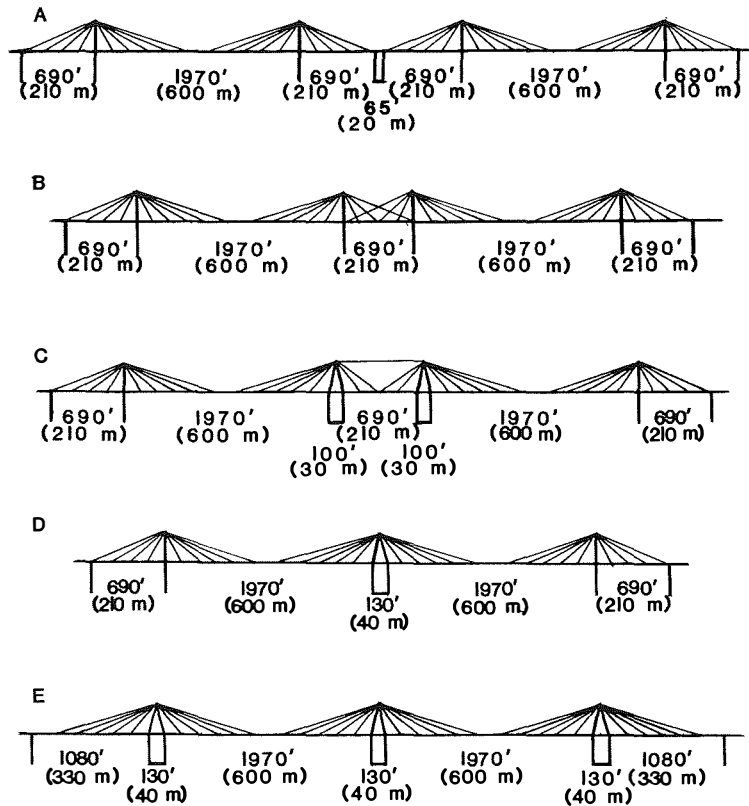 A
690' 1970' 690' 690' 1970' 690'
(210 m) (600 m) (210 m) (210 m) (600 m) (210 m)
65'
(20 m)
B
690' 1970' 690' 1970' 690'
(210 m) (600 m) (210 m) (600 m) (210 m)
C
690' 1970' 690' 1970' 690'
(210 m) (600 m) (210 m) (600 m) (210 m)
100' 100'
(30 m) (30 m)
D
690' 1970' 1970' 690'
(210 m) (600 m) (600 m) (210 m)
130'
(40 m)
E
1080' 130' 1970' 130' 1970' 130' 1080'
(330 m) (40 m) (600 m) (40 m) (600 m) (40 m) (330 m)